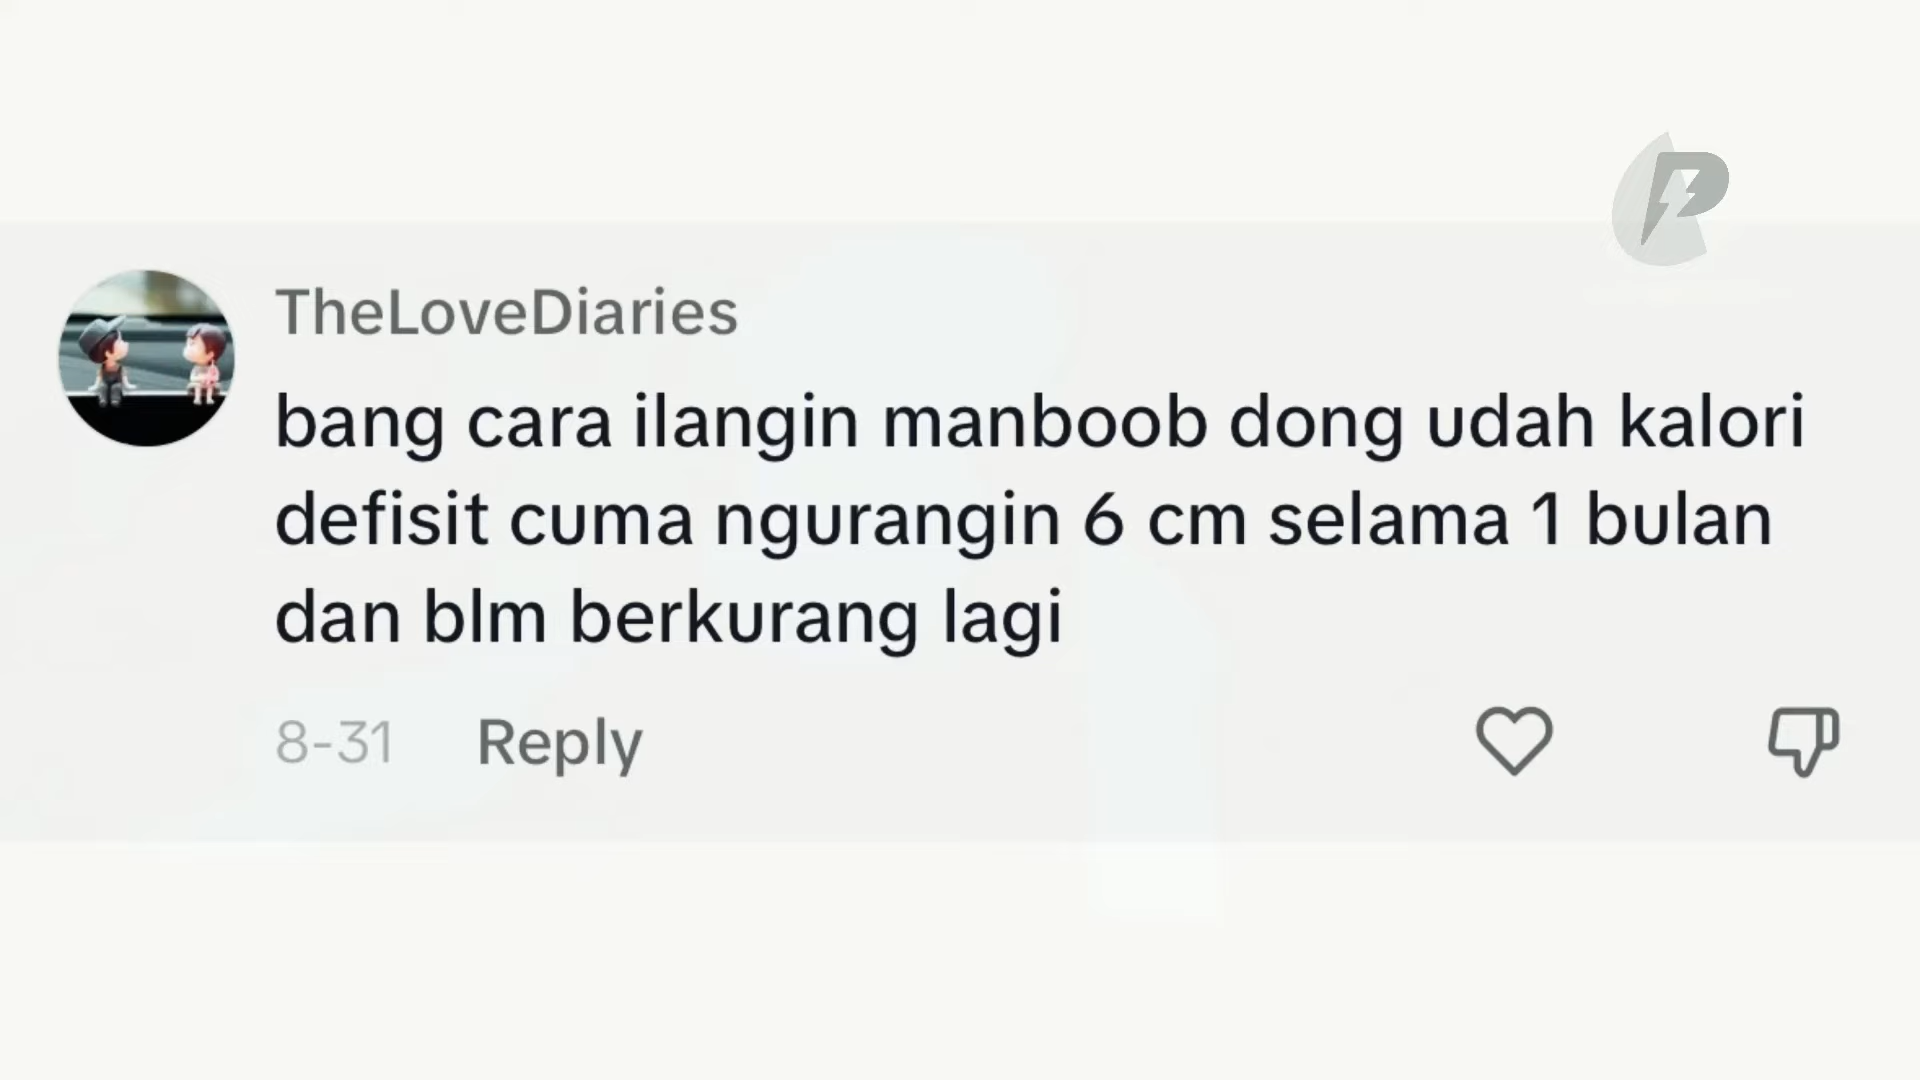 TheLoveDiaries
bang cara ilangin manboob dong udah kalori
defisit cuma ngurangin 6 cm selama 1 bulan
dan blm berkurang lagi
8-31 Reply